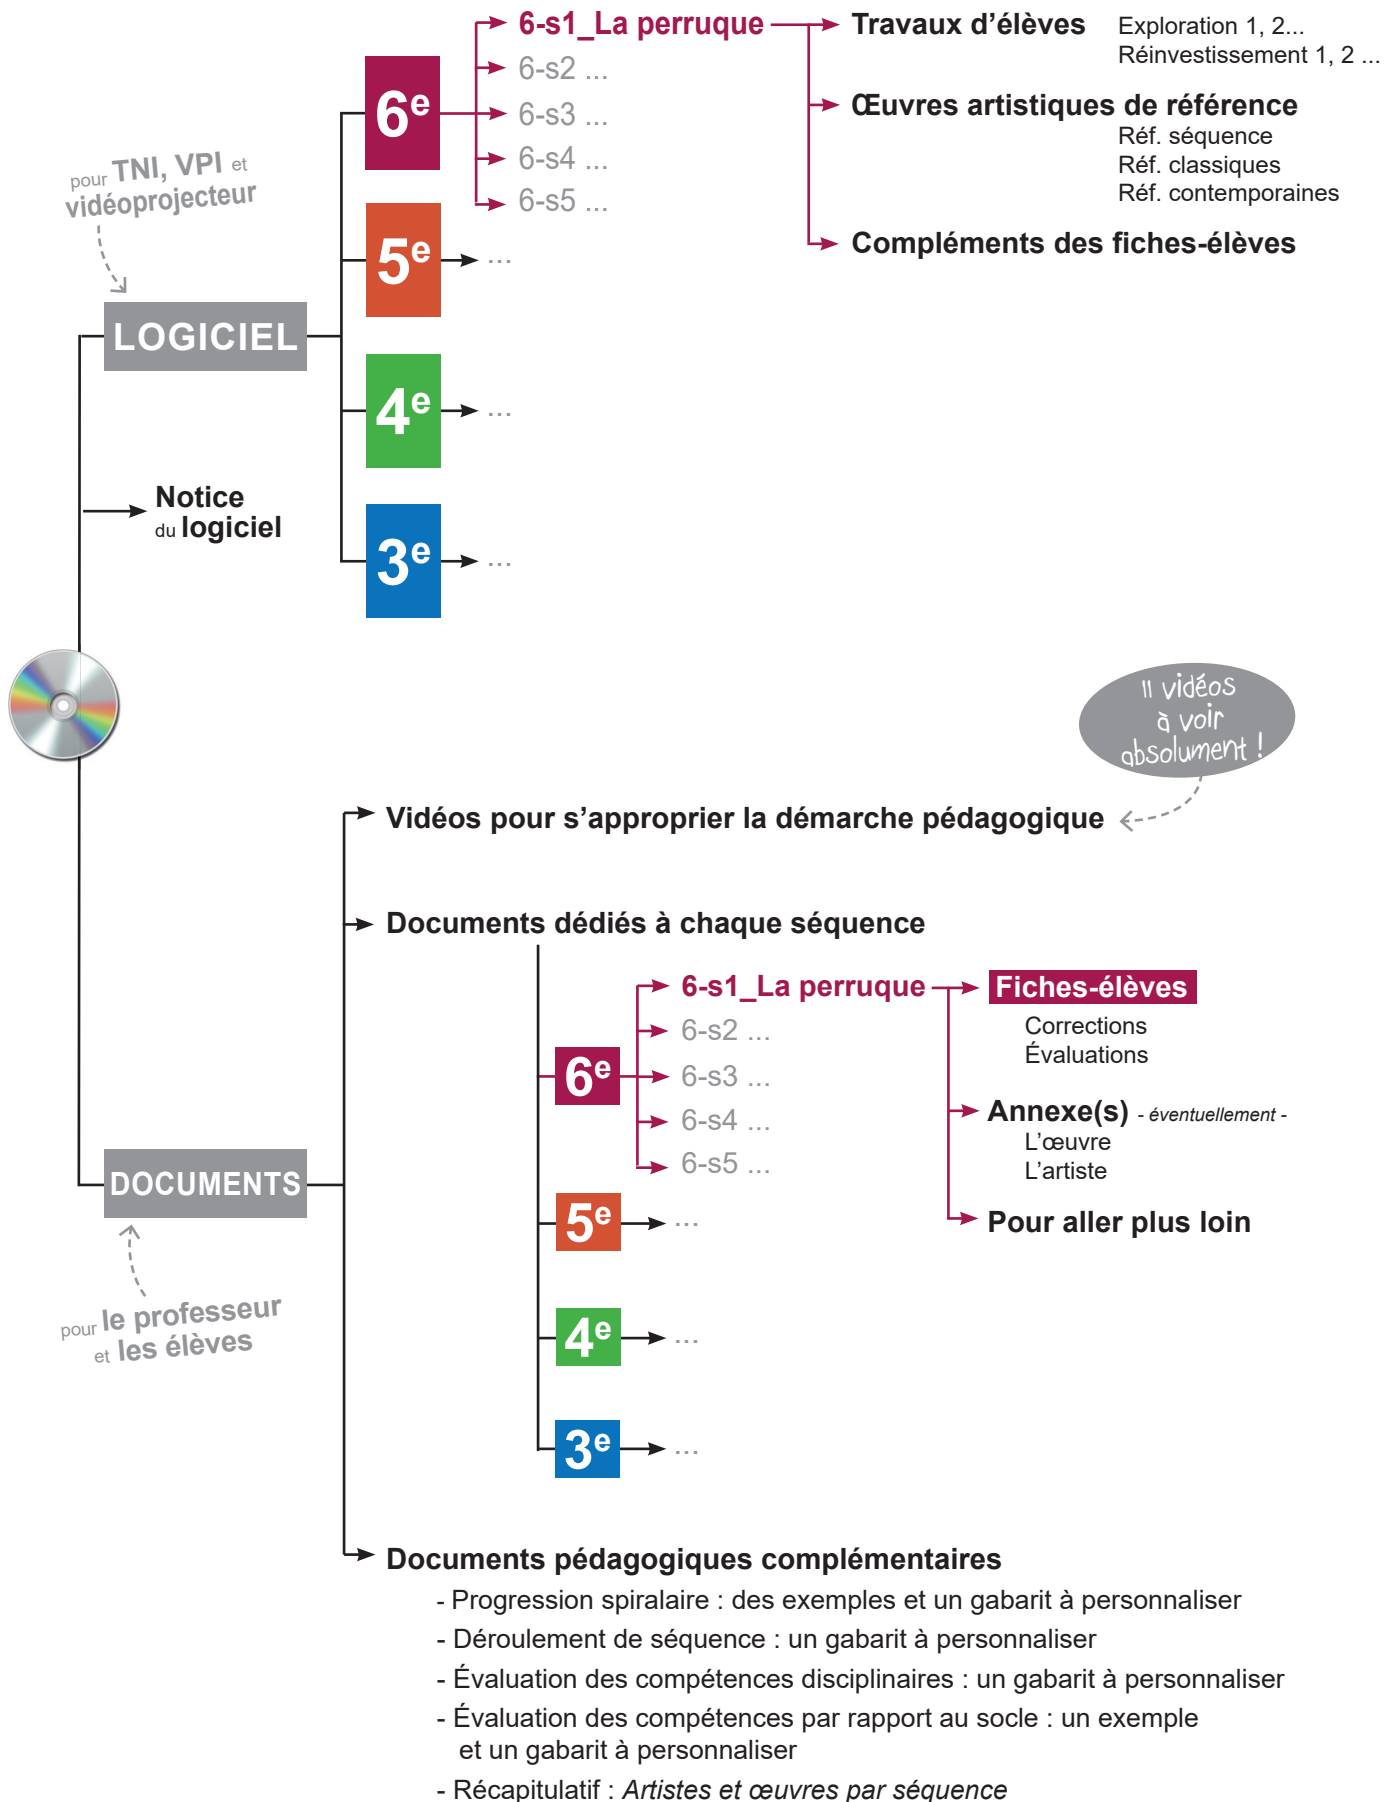 6-s1_La perruque
Travaux d'élèves
Exploration 1, 2...
Réinvestissement 1, 2 ...
6-s2 ...
6e
6-s3 ...
Œuvres artistiques de référence
Réf. séquence
6-s4 ...
Réf. classiques
6-s5 ...
Réf. contemporaines
Compléments des fiches-élèves
pour TNI, VPI et
vidéoprojecteur
5e
...
LOGICIEL
4e
...
Notice
du logiciel
3e
...
11 vidéos
à voir
absolument !
Vidéos pour s'approprier la démarche pédagogique
Documents dédiés à chaque séquence
6-s1_La perruque
Fiches-élèves
Corrections
Évaluations
6-s2 ...
6e
6-s3 ...
6-s4 ...
6-s5 ...
Annexe(s) - éventuellement -
L'œuvre
L'artiste
Pour aller plus loin
DOCUMENTS
5e
...
pour le professeur
et les élèves
4e
...
3e
...
Documents pédagogiques complémentaires
- Progression spiralaire : des exemples et un gabarit à personnaliser
- Déroulement de séquence : un gabarit à personnaliser
- Évaluation des compétences disciplinaires : un gabarit à personnaliser
- Évaluation des compétences par rapport au socle : un exemple
et un gabarit à personnaliser
- Récapitulatif : Artistes et œuvres par séquence